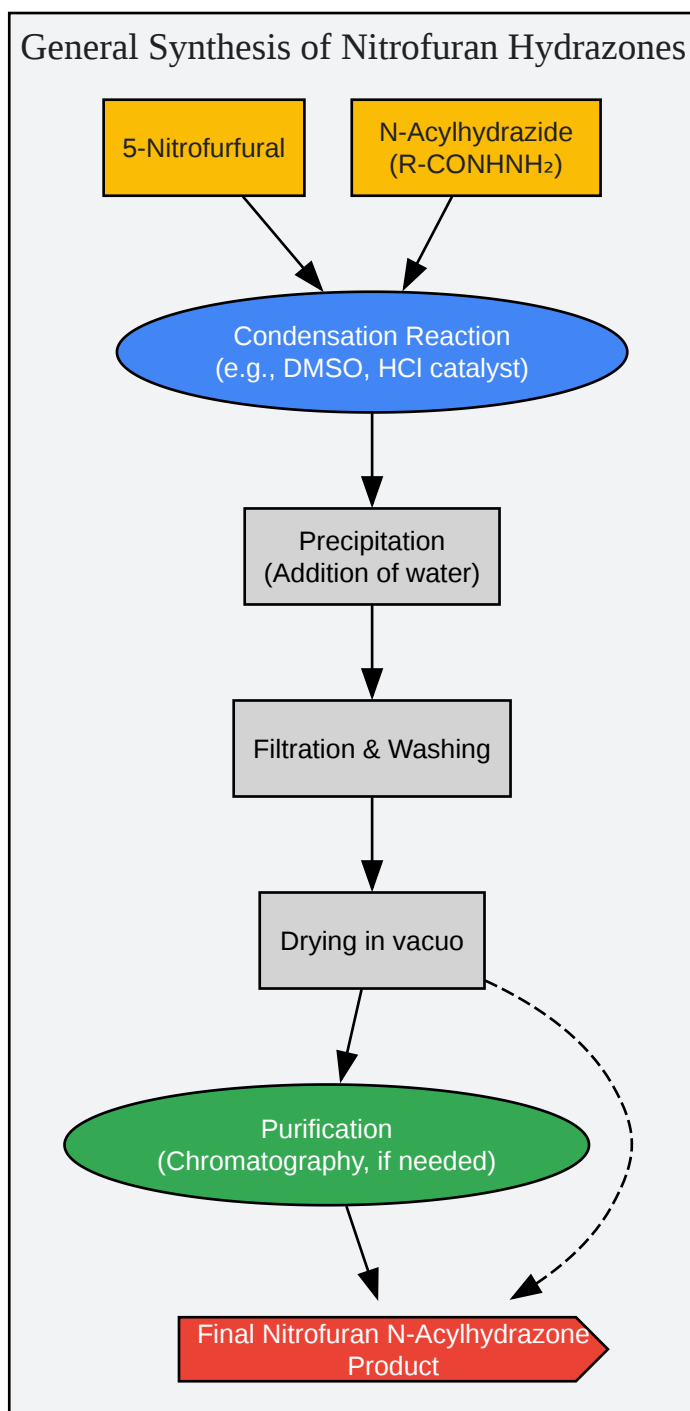 General Synthesis of Nitrofuran Hydrazones
5-Nitrofurfural
N-Acylhydrazide
(R-CONHNH₂)
Condensation Reaction
(e.g., DMSO, HCl catalyst)
Precipitation
(Addition of water)
Filtration & Washing
Drying in vacuo
Purification
(Chromatography, if needed)
Final Nitrofuran N-Acylhydrazone
Product